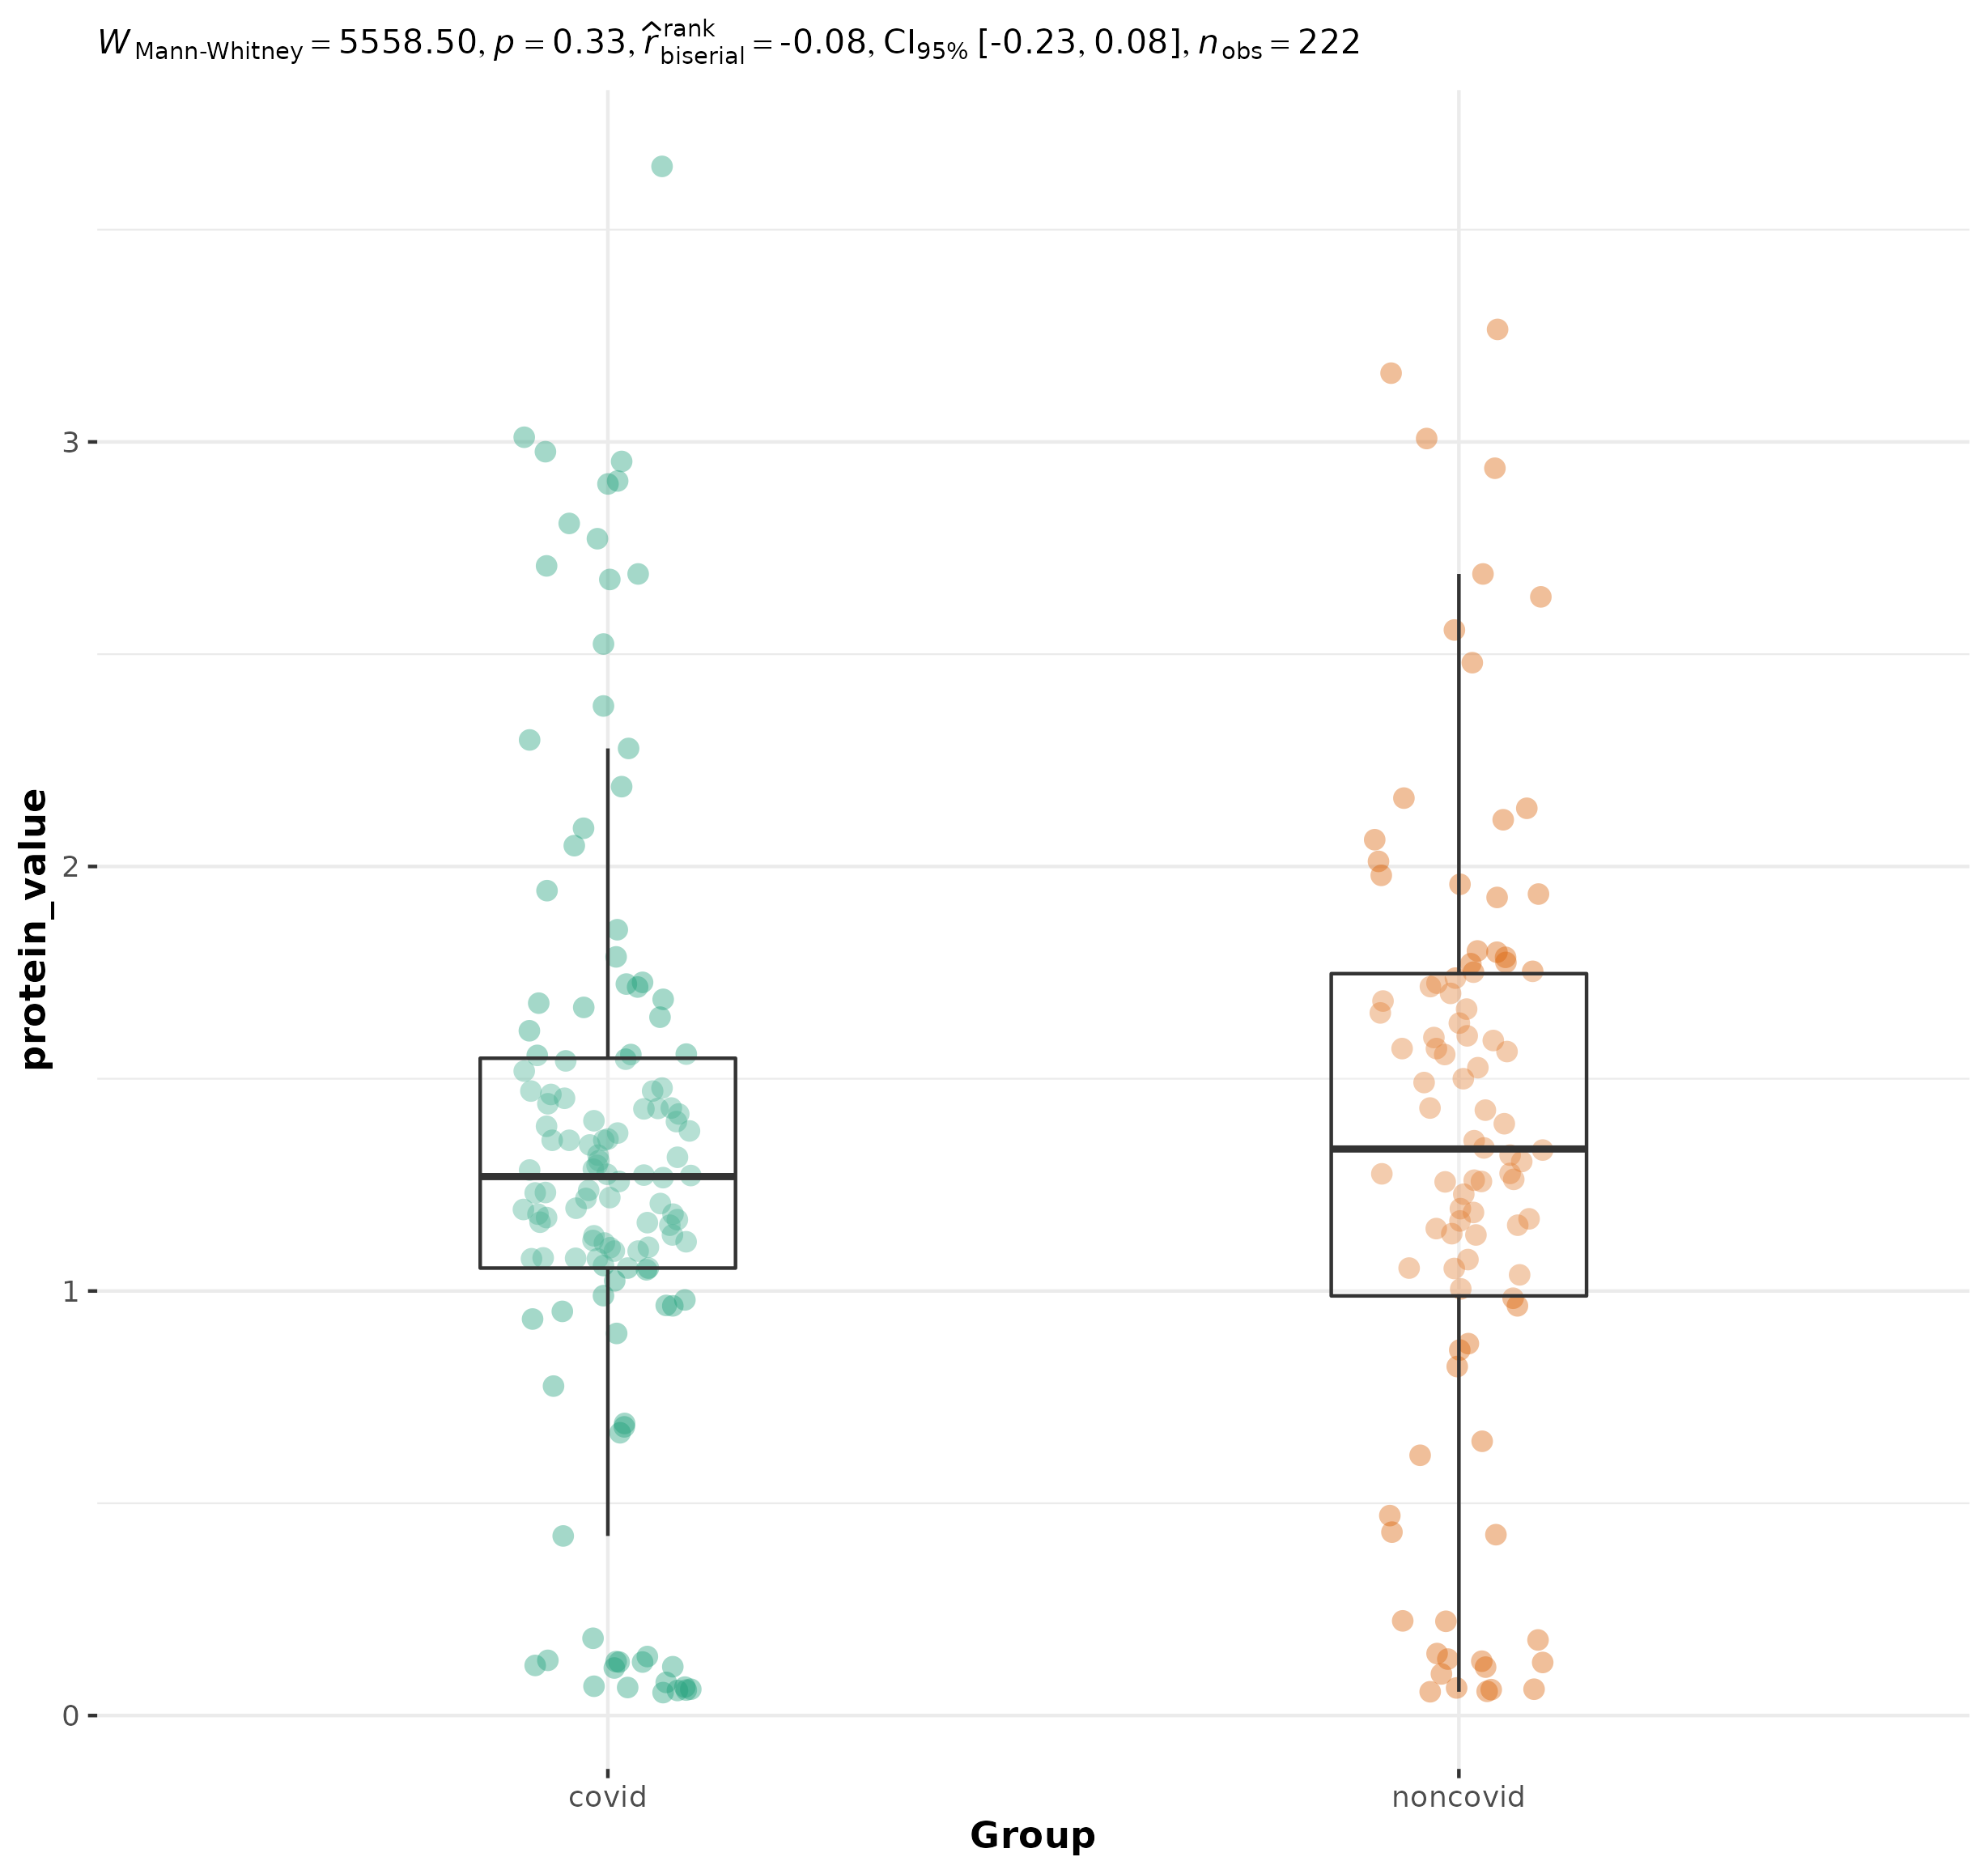 W Mann-Whitney = 5558.50, p = 0.33, r̂ rank biserial = -0.08, CI95% [-0.23, 0.08], nobs = 222
protein_value
3
2
1
0
covid noncovid
Group